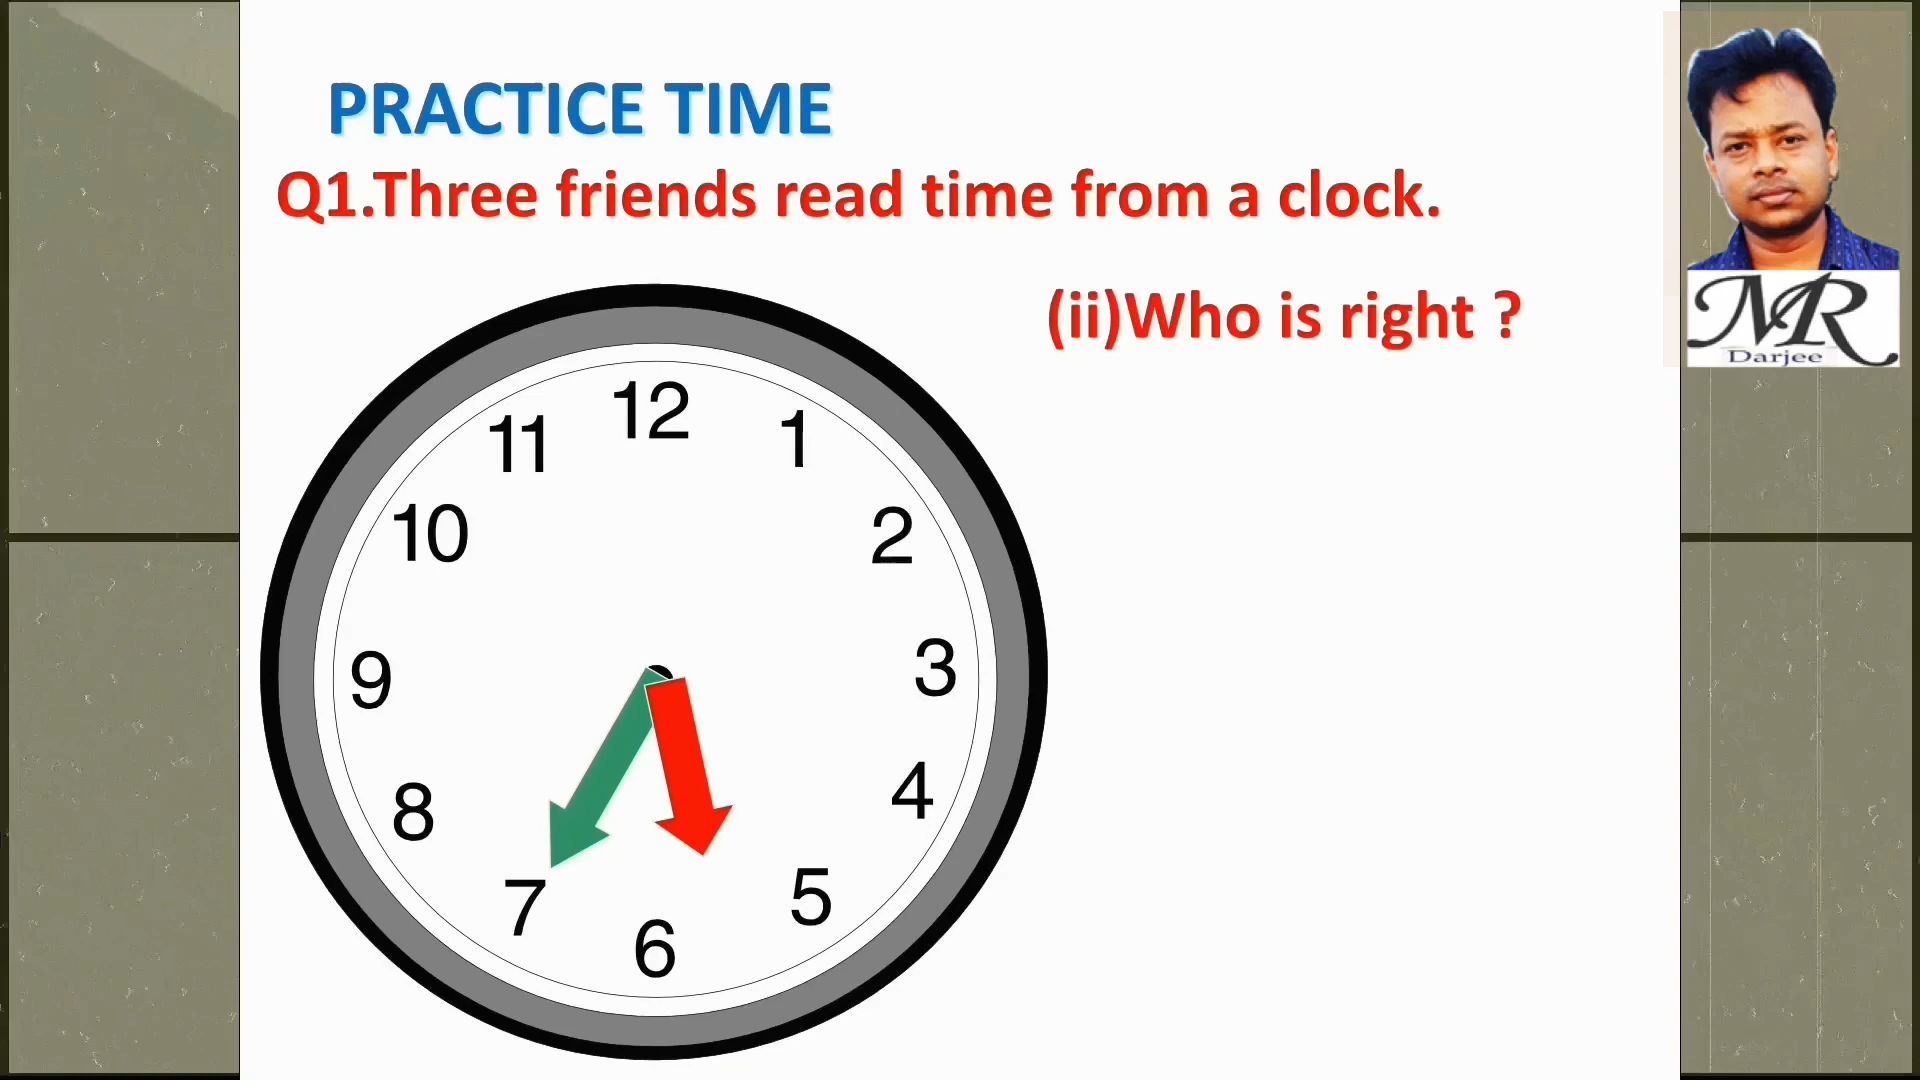 PRACTICE TIME
Q1.Three friends read time from a clock.
(ii)Who is right ?
MR
Darjee
12
11
1
10
2
9
3
8
4
7
5
6